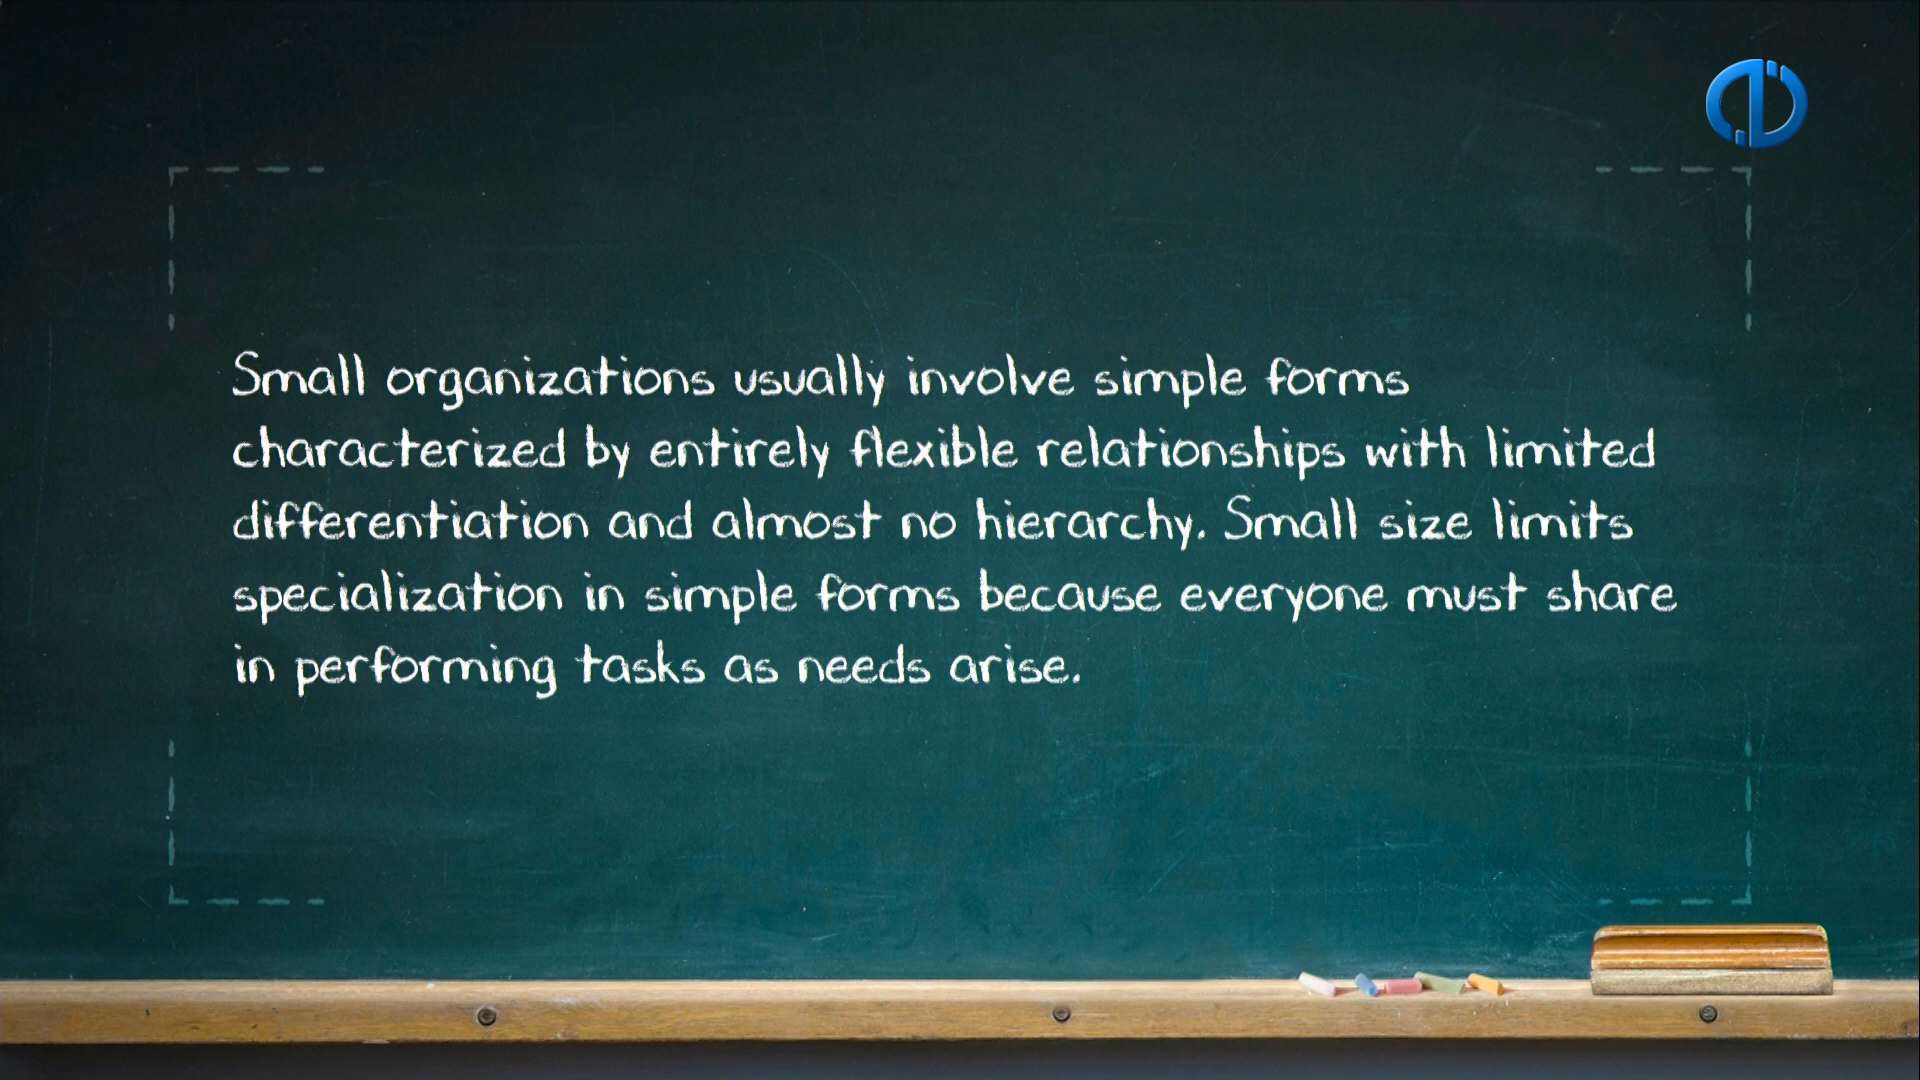 Small organizations usually involve simple forms
characterized by entirely flexible relationships with limited
differentiation and almost no hierarchy. Small size limits
specialization in simple forms because everyone must share
in performing tasks as needs arise.